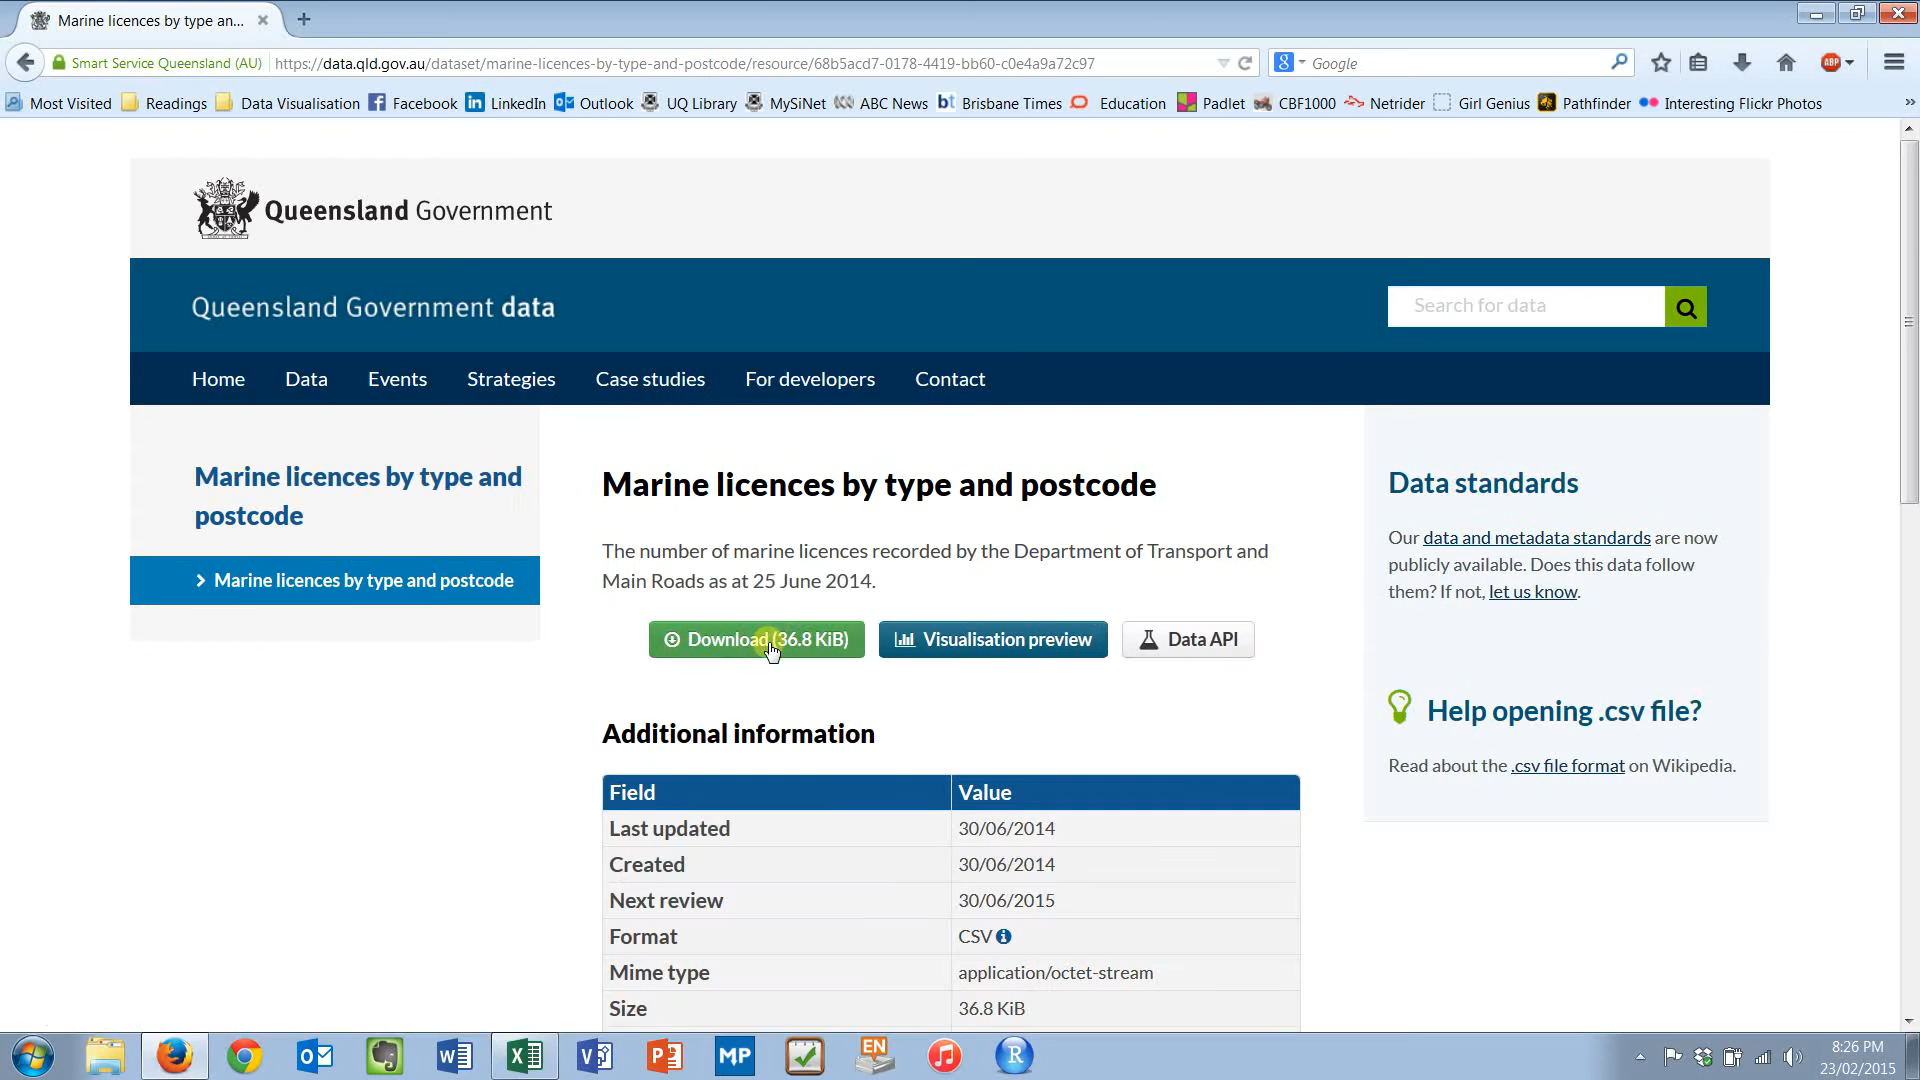 Marine licences by type an...
Smart Service Queensland (AU)
https://data.qld.gov.au/dataset/marine-licences-by-type-and-postcode/resource/68b5acd7-0178-4419-bb60-c0e4a9a72c97
Google
ABP
Most Visited Readings Data Visualisation Facebook LinkedIn Outlook UQ Library MySiNet ABC News Brisbane Times Education Padlet CBF1000 Netrider Girl Genius Pathfinder Interesting Flickr Photos
Queensland Government
Queensland Government data
Search for data
Home Data Events Strategies Case studies For developers Contact
Marine licences by type and
postcode
Marine licences by type and postcode
Marine licences by type and postcode
The number of marine licences recorded by the Department of Transport and
Main Roads as at 25 June 2014.
Download (36.8 KiB) Visualisation preview Data API
Additional information
Field Value
Last updated 30/06/2014
Created 30/06/2014
Next review 30/06/2015
Format CSV
Mime type application/octet-stream
Size 36.8 KiB
Data standards
Our data and metadata standards are now
publicly available. Does this data follow
them? If not, let us know.
Help opening .csv file?
Read about the .csv file format on Wikipedia.
MP
EN
R
8:26 PM
23/02/2015